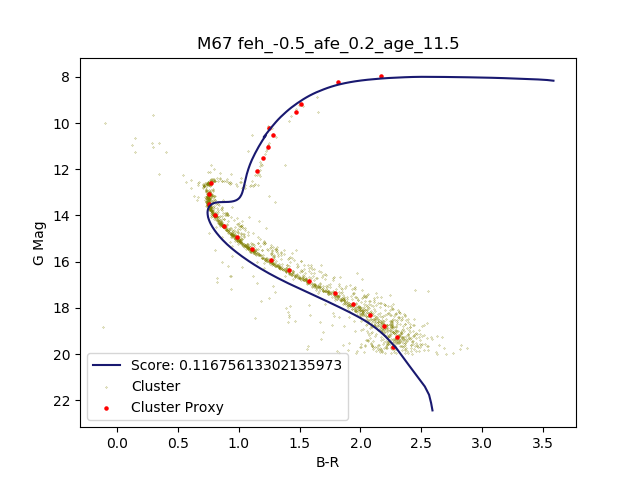 M67 feh_-0.5_afe_0.2_age_11.5
8
10
12
14
16
18
20
22
G Mag
Score: 0.11675613302135973
Cluster
Cluster Proxy
0.0 0.5 1.0 1.5 2.0 2.5 3.0 3.5
B-R